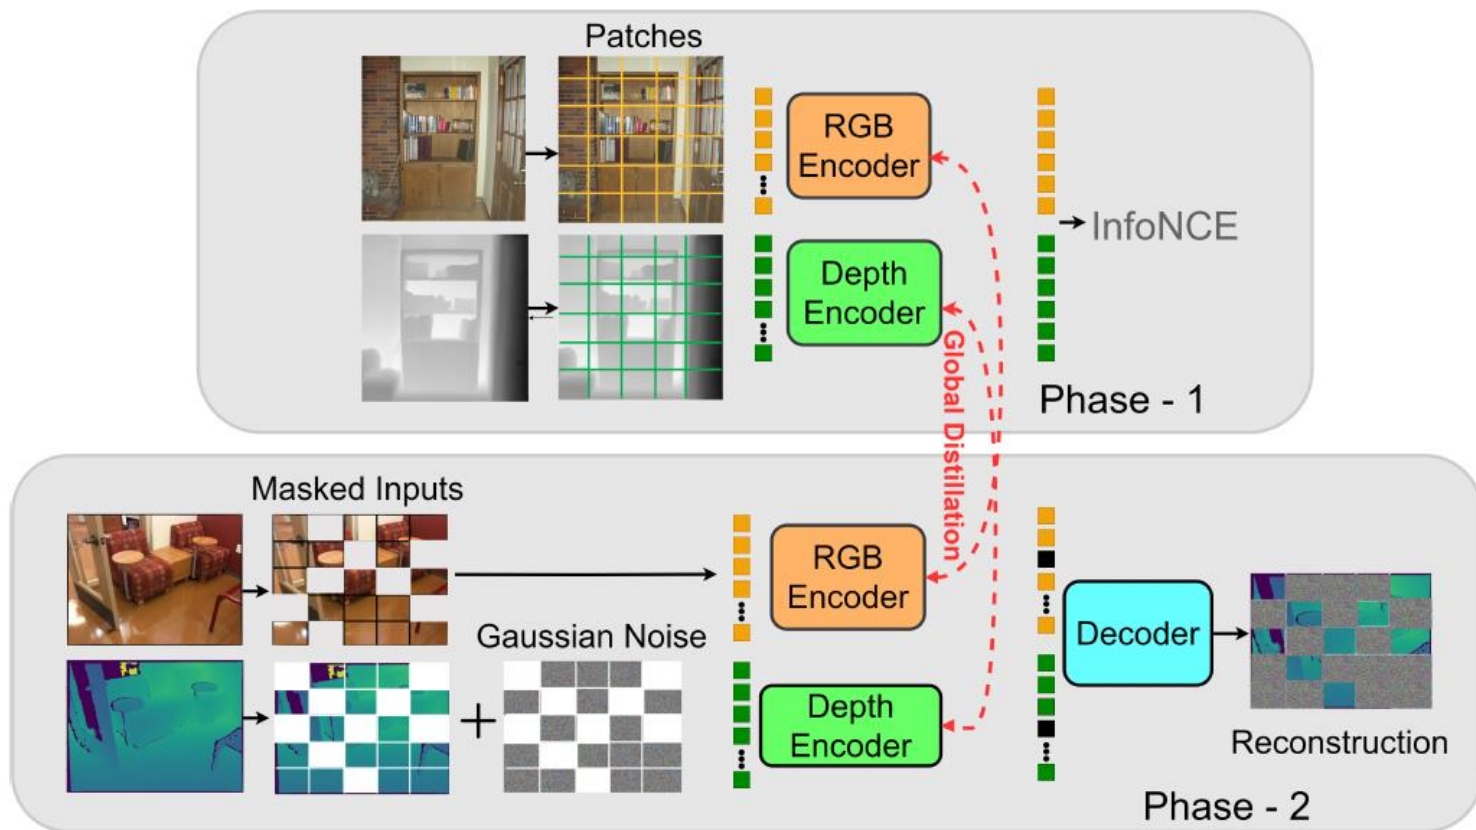 Patches
RGB
Encoder
Depth
Encoder
InfoNCE
Global Distillation
Phase - 1
Masked Inputs
RGB
Encoder
Gaussian Noise
Depth
Encoder
Decoder
Reconstruction
Phase - 2